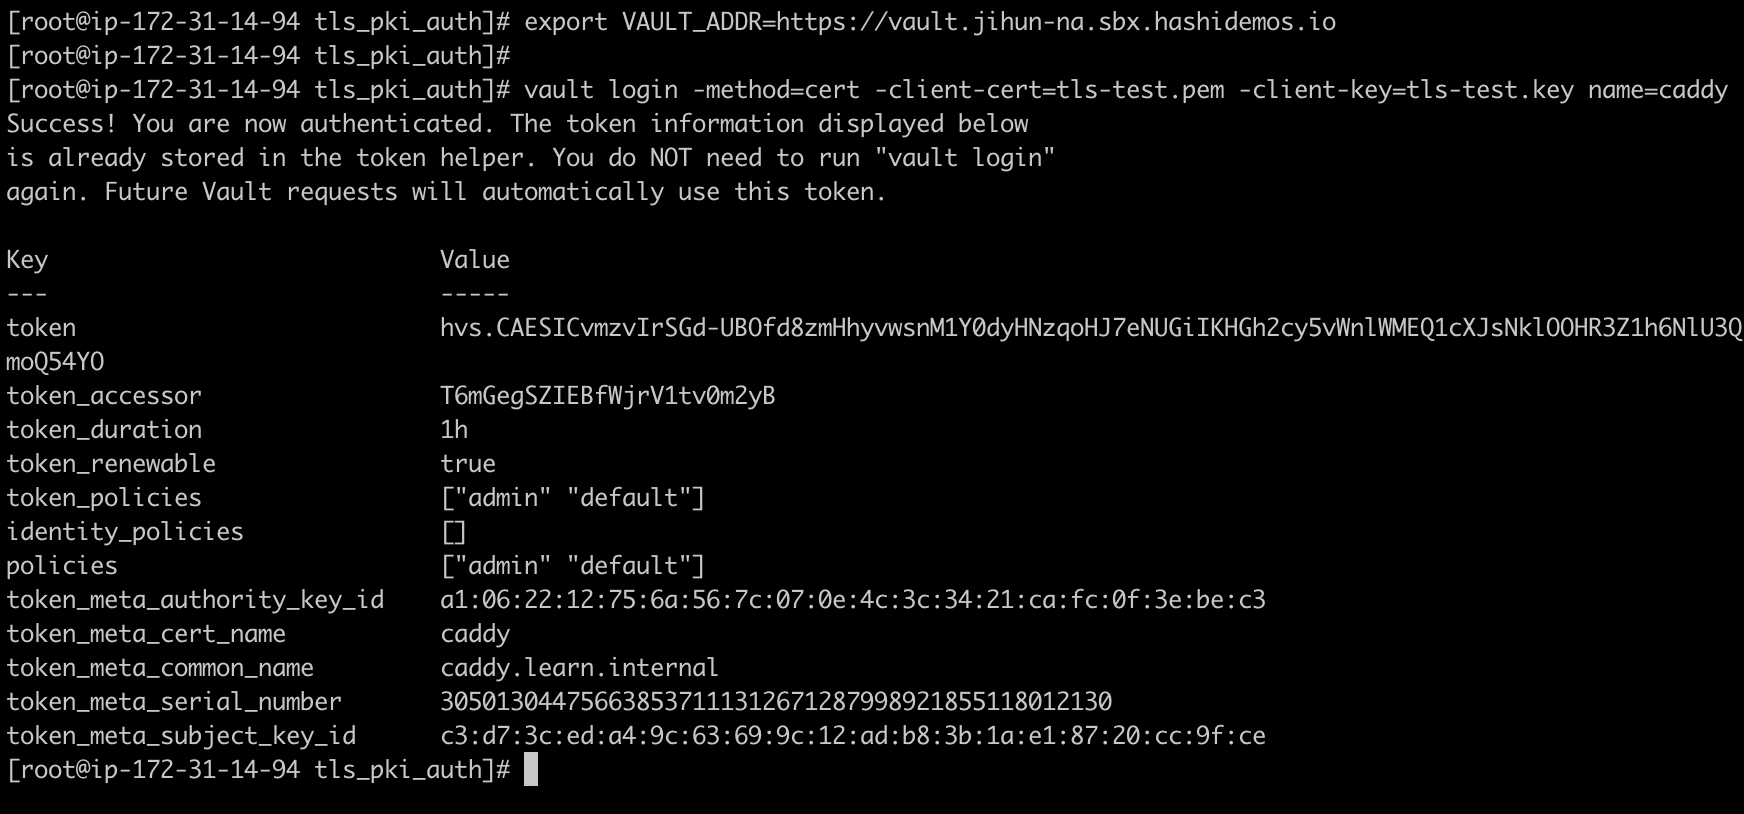 [root@ip-172-31-14-94 tls_pki_auth]# export VAULT_ADDR=https://vault.jihun-na.sbx.hashidemos.io
[root@ip-172-31-14-94 tls_pki_auth]#
[root@ip-172-31-14-94 tls_pki_auth]# vault login -method=cert -client-cert=tls-test.pem -client-key=tls-test.key name=caddy
Success! You are now authenticated. The token information displayed below
is already stored in the token helper. You do NOT need to run "vault login"
again. Future Vault requests will automatically use this token.
Key                            Value
---                            -----
token                          hvs.CAESICvmzvIrSGd-UBOfd8zmHhyvwsnM1Y0dyHNzqoHJ7eNUGiIKHGh2cy5vWnlWMEQ1cXJsNklOOHR3Z1h6NlU3Q
moQ54YO
token_accessor                 T6mGegSZIEBfWjrV1tv0m2yB
token_duration                 1h
token_renewable                true
token_policies                 ["admin" "default"]
identity_policies              []
policies                       ["admin" "default"]
token_meta_authority_key_id    a1:06:22:12:75:6a:56:7c:07:0e:4c:3c:34:21:ca:fc:0f:3e:be:c3
token_meta_cert_name           caddy
token_meta_common_name         caddy.learn.internal
token_meta_serial_number       305013044756638537111312671287998921855118012130
token_meta_subject_key_id      c3:d7:3c:ed:a4:9c:63:69:9c:12:ad:b8:3b:1a:e1:87:20:cc:9f:ce
[root@ip-172-31-14-94 tls_pki_auth]#